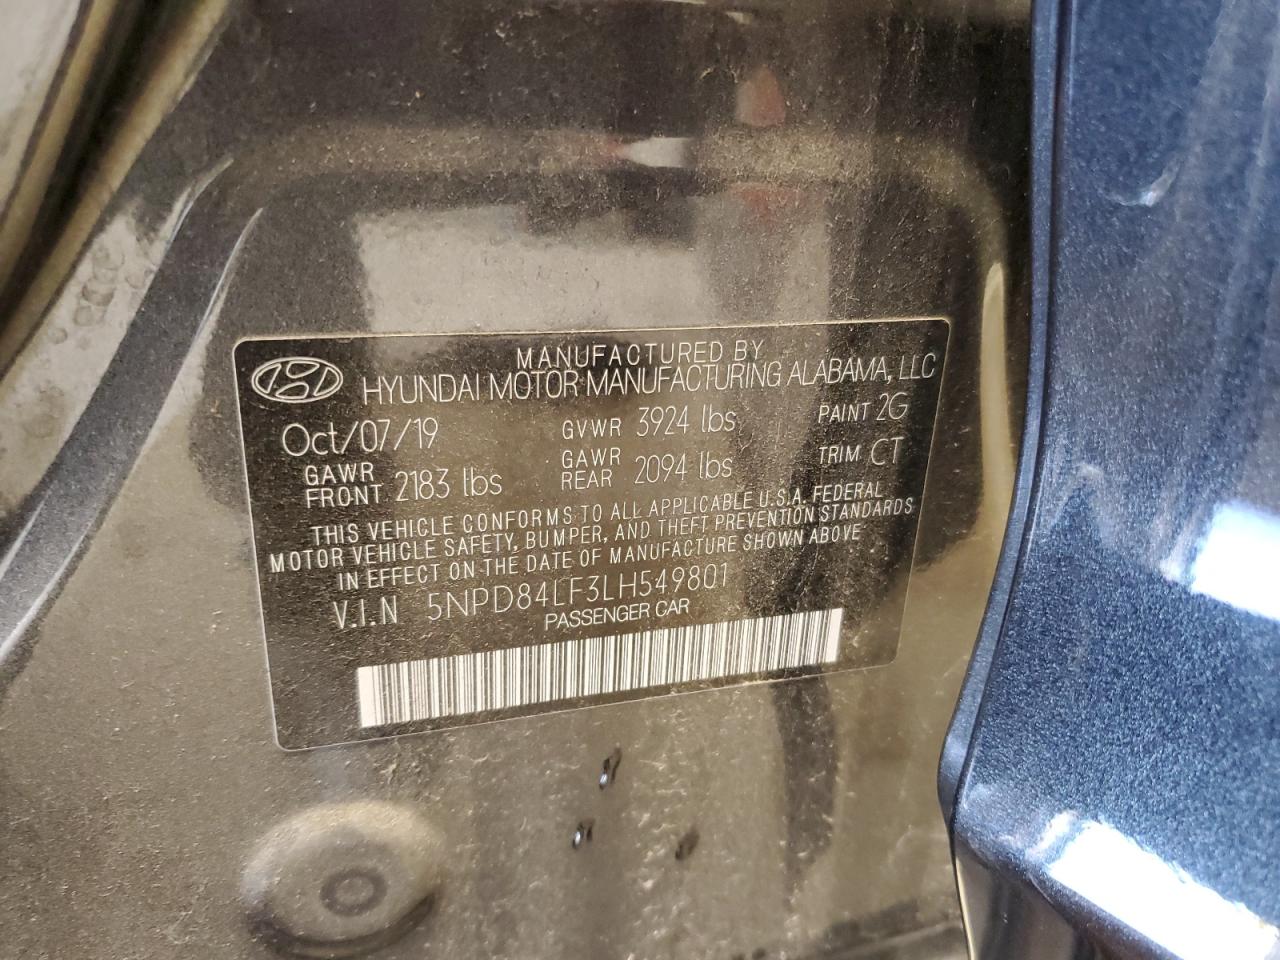 MANUFACTURED BY
HYUNDAI MOTOR MANUFACTURING ALABAMA, LLC
Oct/07/19 GVWR 3924 lbs PAINT 2G
GAWR FRONT 2183 lbs GAWR REAR 2094 lbs TRIM CT
THIS VEHICLE CONFORMS TO ALL APPLICABLE U.S.A. FEDERAL
MOTOR VEHICLE SAFETY, BUMPER, AND THEFT PREVENTION STANDARDS
IN EFFECT ON THE DATE OF MANUFACTURE SHOWN ABOVE
V.I.N 5NPD84LF3LH549801
PASSENGER CAR